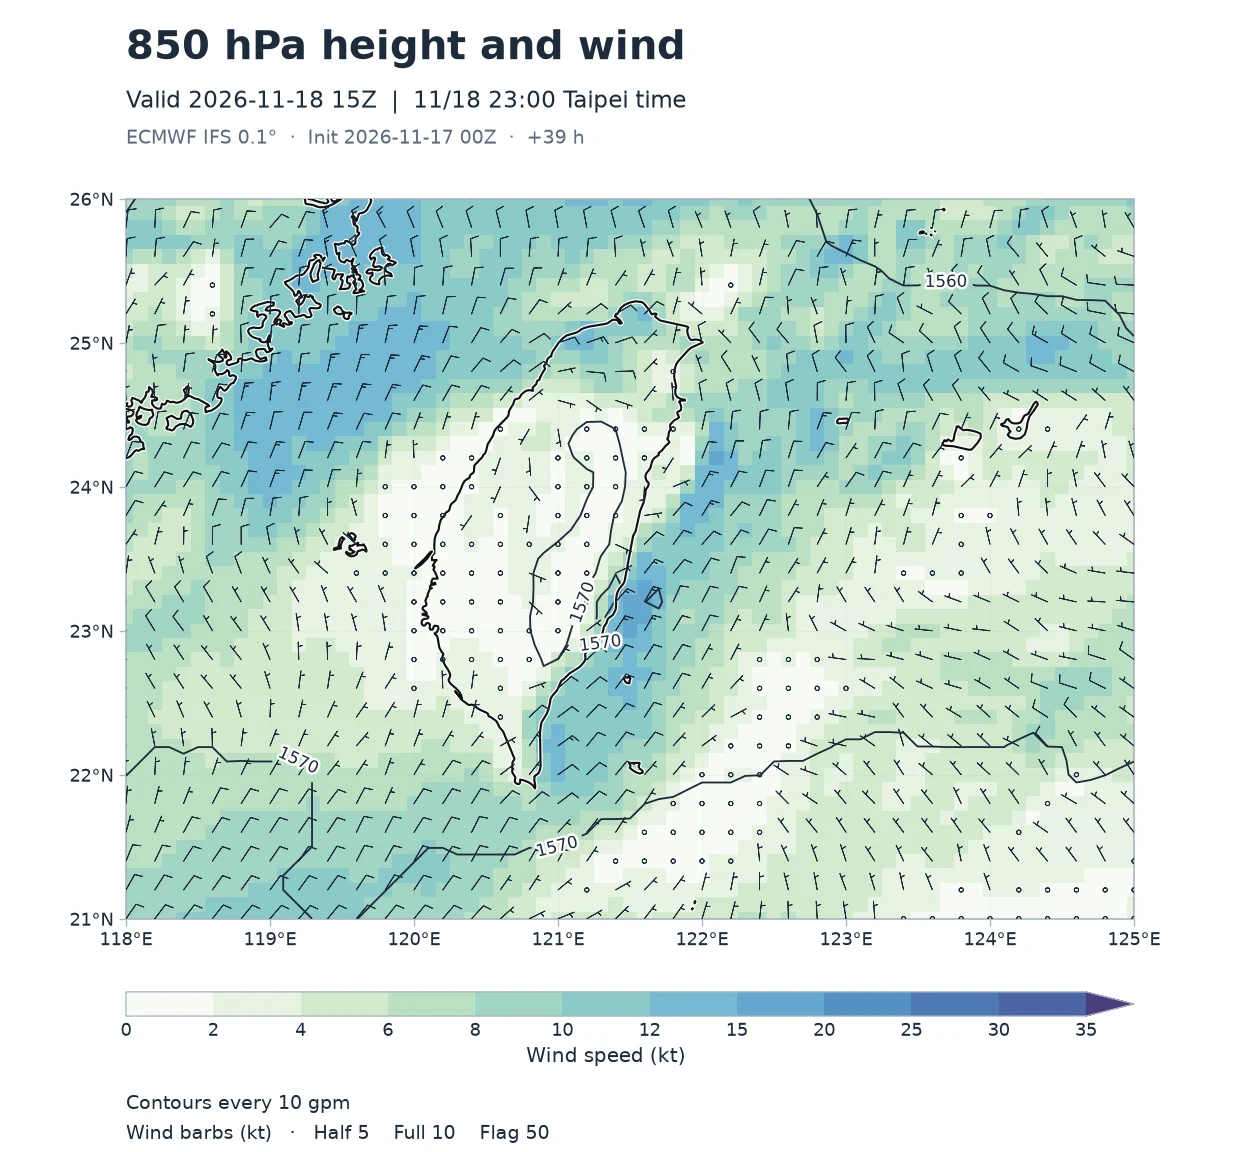 850 hPa height and wind
Valid 2026-11-18 15Z | 11/18 23:00 Taipei time
ECMWF IFS 0.1° · Init 2026-11-17 00Z · +39 h
26°N
25°N
24°N
23°N
22°N
21°N
1560
1570
1570
1570
1570
118°E 119°E 120°E 121°E 122°E 123°E 124°E 125°E
0 2 4 6 8 10 12 15 20 25 30 35
Wind speed (kt)
Contours every 10 gpm
Wind barbs (kt) · Half 5 Full 10 Flag 50